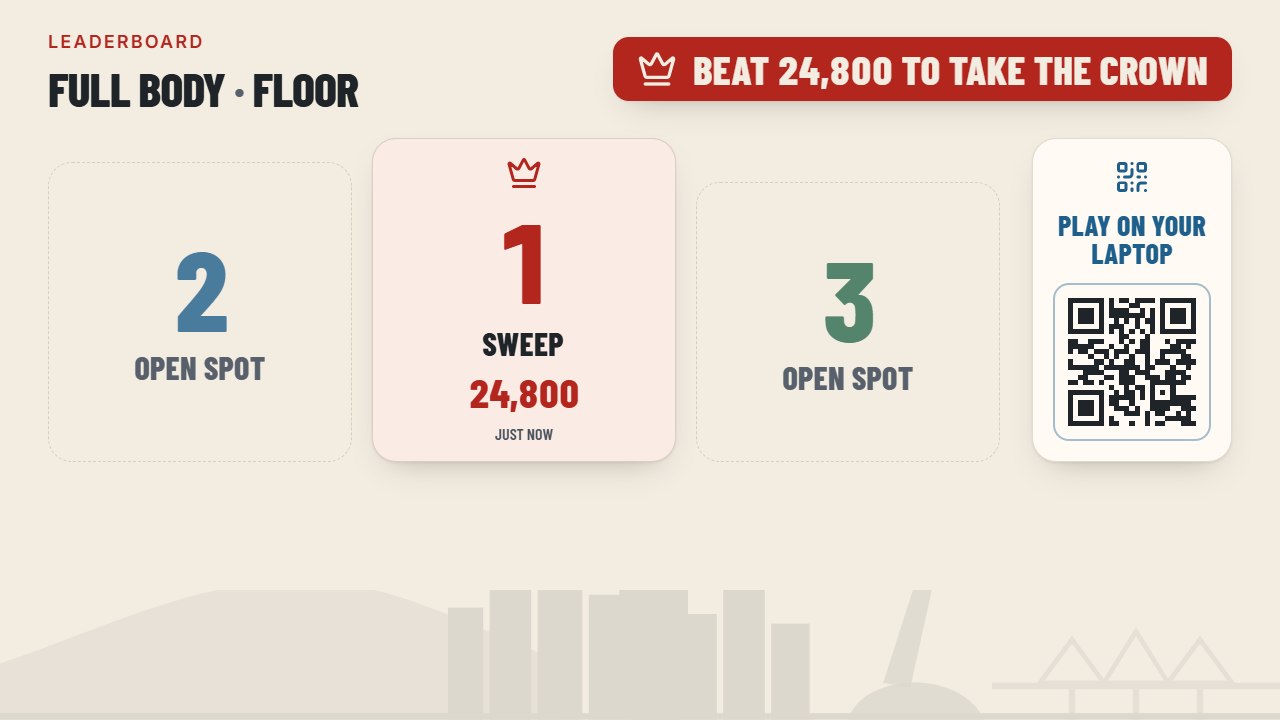 LEADERBOARD
FULL BODY · FLOOR
BEAT 24,800 TO TAKE THE CROWN
2
OPEN SPOT
1
SWEEP
24,800
JUST NOW
3
OPEN SPOT
PLAY ON YOUR
LAPTOP